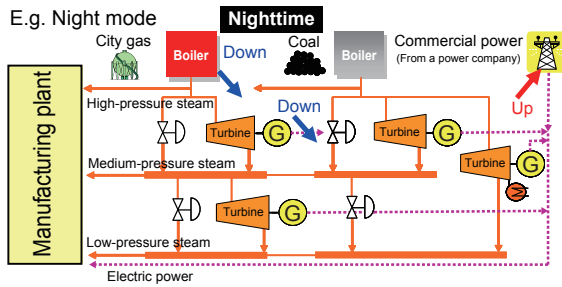 E.g. Night mode
Nighttime
City gas
Boiler
Down
Coal
Boiler
Commercial power
(From a power company)
Up
Manufacturing plant
High-pressure steam
Down
Turbine
G
Turbine
G
Turbine
G
M
Medium-pressure steam
Turbine
G
Low-pressure steam
Electric power